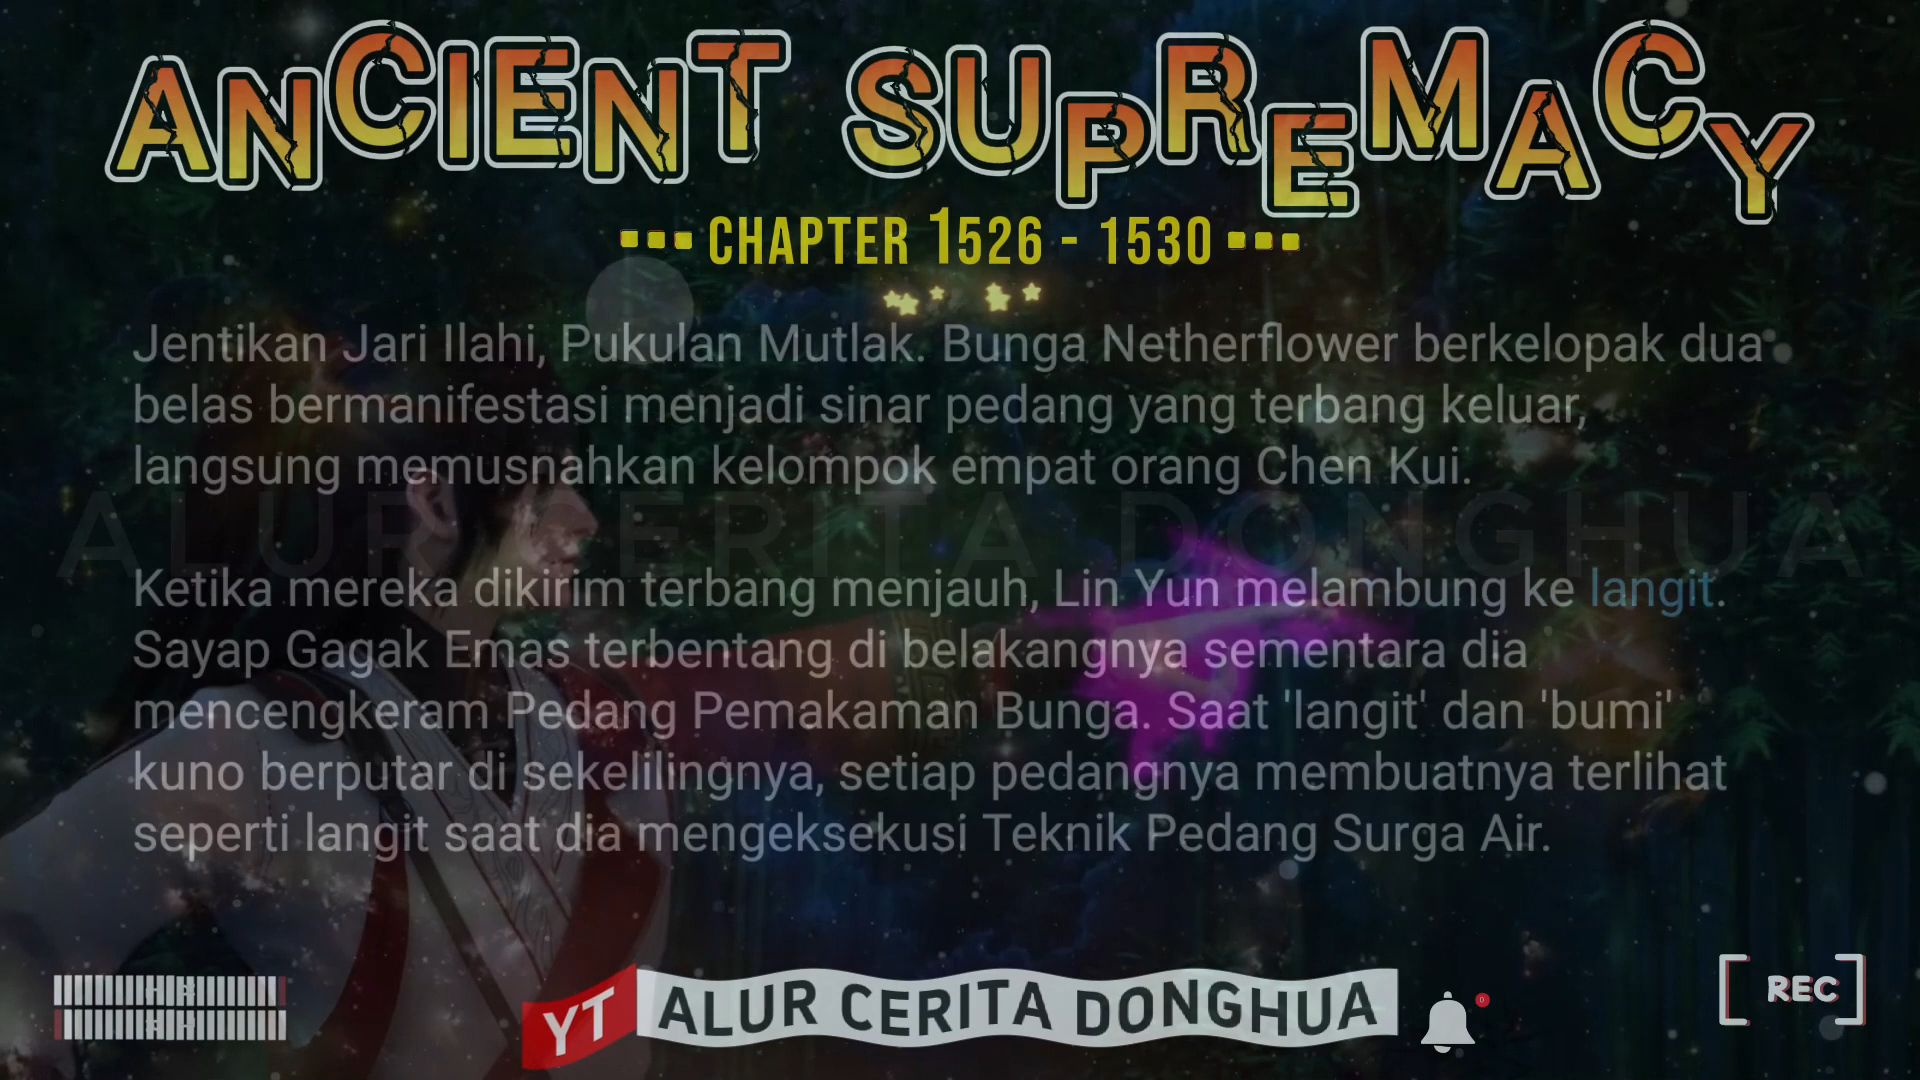 ANCIENT SUPREMACY
CHAPTER 1526 - 1530
Jentikan Jari Ilahi, Pukulan Mutlak. Bunga Netherflower berkelopak dua
belas bermanifestasi menjadi sinar pedang yang terbang keluar,
langsung memusnahkan kelompok empat orang Chen Kui.
ALUR CERITA DONGHUA
Ketika mereka dikirim terbang menjauh, Lin Yun melambung ke langit.
Sayap Gagak Emas terbentang di belakangnya sementara dia
mencengkeram Pedang Pemakaman Bunga. Saat 'langit' dan 'bumi'
kuno berputar di sekelilingnya, setiap pedangnya membuatnya terlihat
seperti langit saat dia mengeksekusi Teknik Pedang Surga Air.
YT ALUR CERITA DONGHUA
REC